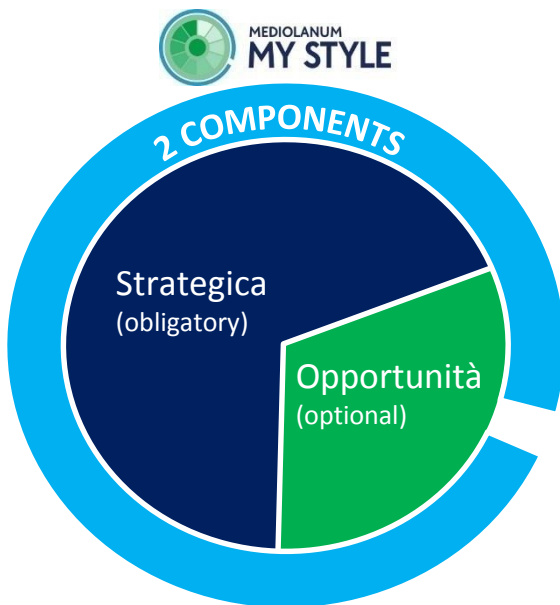 MEDIOLANUM
MY STYLE
2 COMPONENTS
Strategica
(obligatory)
Opportunità
(optional)